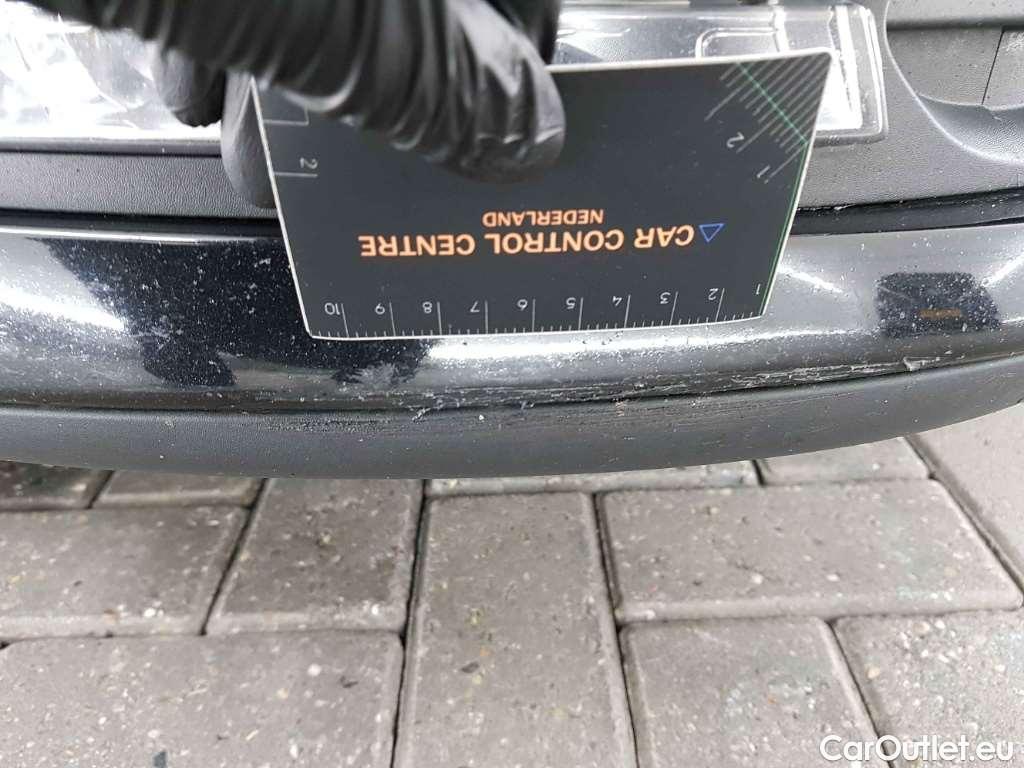 CAR CONTROL CENTRE
NEDERLAND
1 2 3 4 5 6 7 8 9 10
1
2
2
CarOutlet.eu